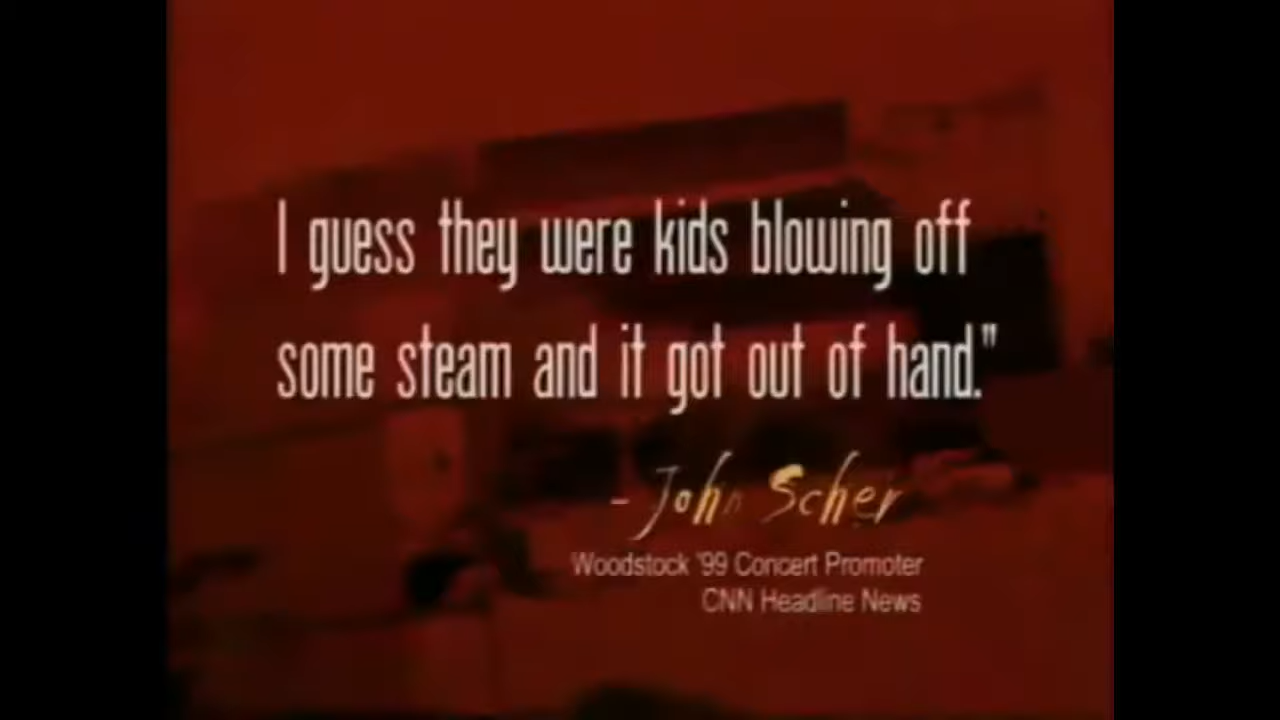 I guess they were kids blowing off
some steam and it got out of hand."
- John Scher
Woodstock '99 Concert Promoter
CNN Headline News